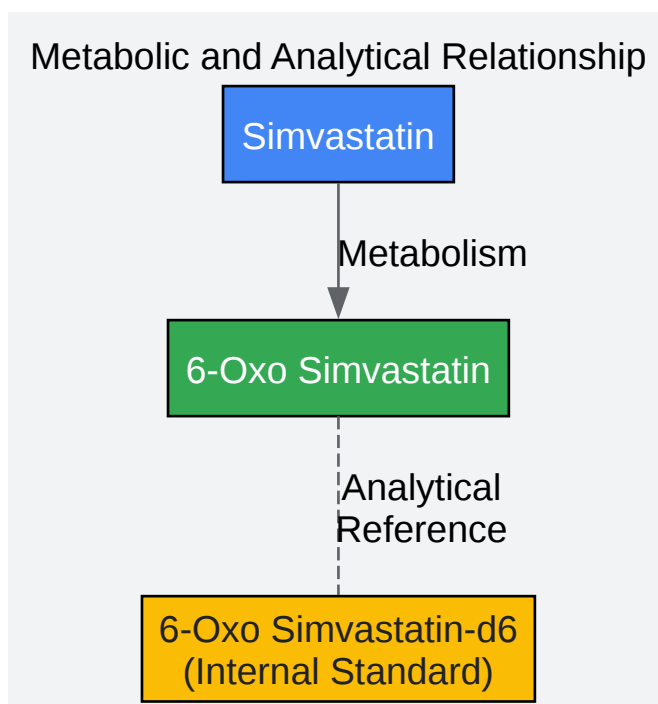 Metabolic and Analytical Relationship
Simvastatin
Metabolism
6-Oxo Simvastatin
Analytical
Reference
6-Oxo Simvastatin-d6
(Internal Standard)